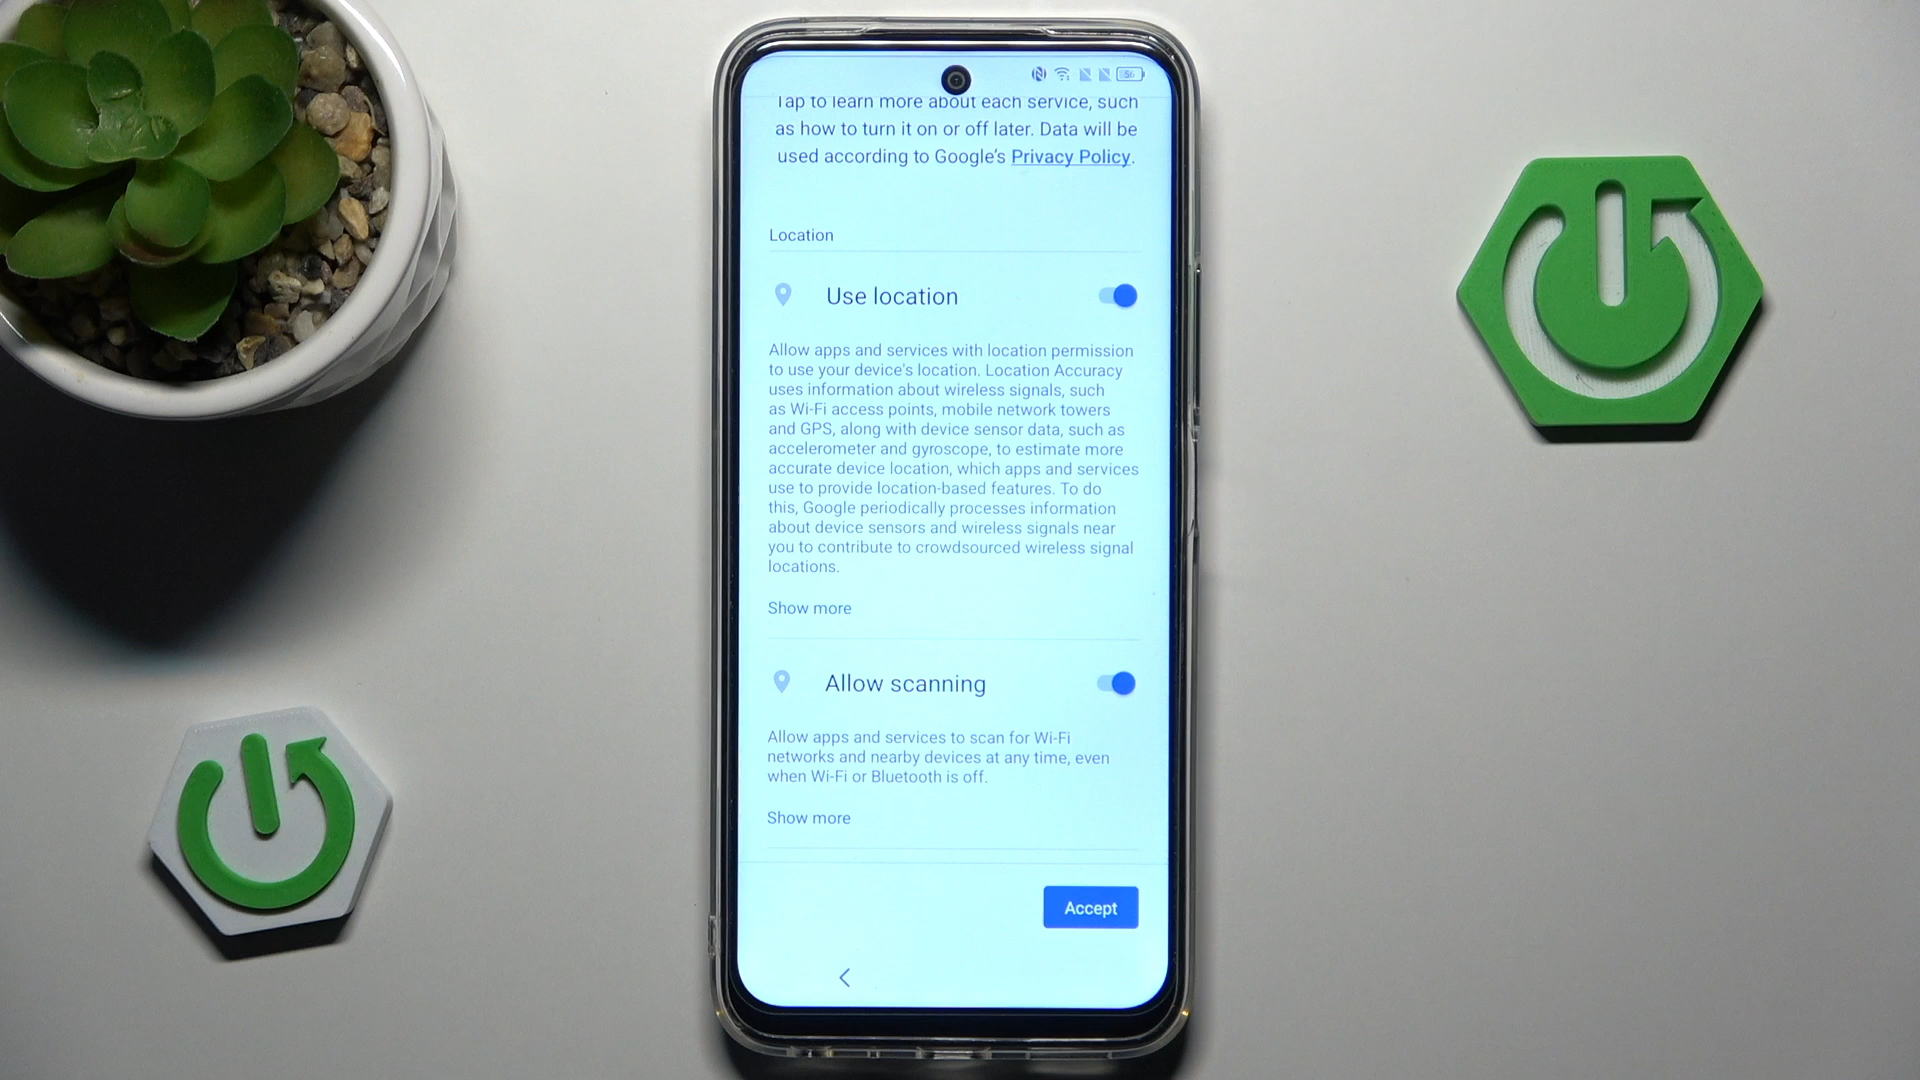 56
Tap to learn more about each service, such
as how to turn it on or off later. Data will be
used according to Google's Privacy Policy.
Location
Use location
Allow apps and services with location permission
to use your device's location. Location Accuracy
uses information about wireless signals, such
as Wi-Fi access points, mobile network towers
and GPS, along with device sensor data, such as
accelerometer and gyroscope, to estimate more
accurate device location, which apps and services
use to provide location-based features. To do
this, Google periodically processes information
about device sensors and wireless signals near
you to contribute to crowdsourced wireless signal
locations.
Show more
Allow scanning
Allow apps and services to scan for Wi-Fi
networks and nearby devices at any time, even
when Wi-Fi or Bluetooth is off.
Show more
Accept